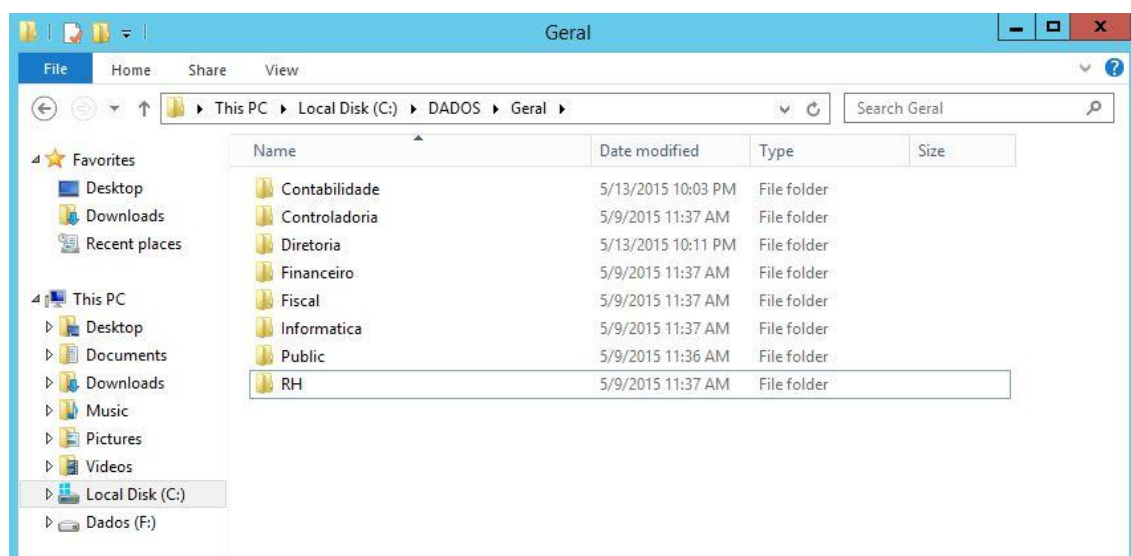 Geral
File Home Share View
This PC Local Disk (C:) DADOS Geral
Search Geral
Name Date modified Type Size
Favorites
Desktop
Downloads
Recent places
This PC
Desktop
Documents
Downloads
Music
Pictures
Videos
Local Disk (C:)
Dados (F:)
Contabilidade 5/13/2015 10:03 PM File folder
Controladoria 5/9/2015 11:37 AM File folder
Diretoria 5/13/2015 10:11 PM File folder
Financeiro 5/9/2015 11:37 AM File folder
Fiscal 5/9/2015 11:37 AM File folder
Informatica 5/9/2015 11:37 AM File folder
Public 5/9/2015 11:36 AM File folder
RH 5/9/2015 11:37 AM File folder